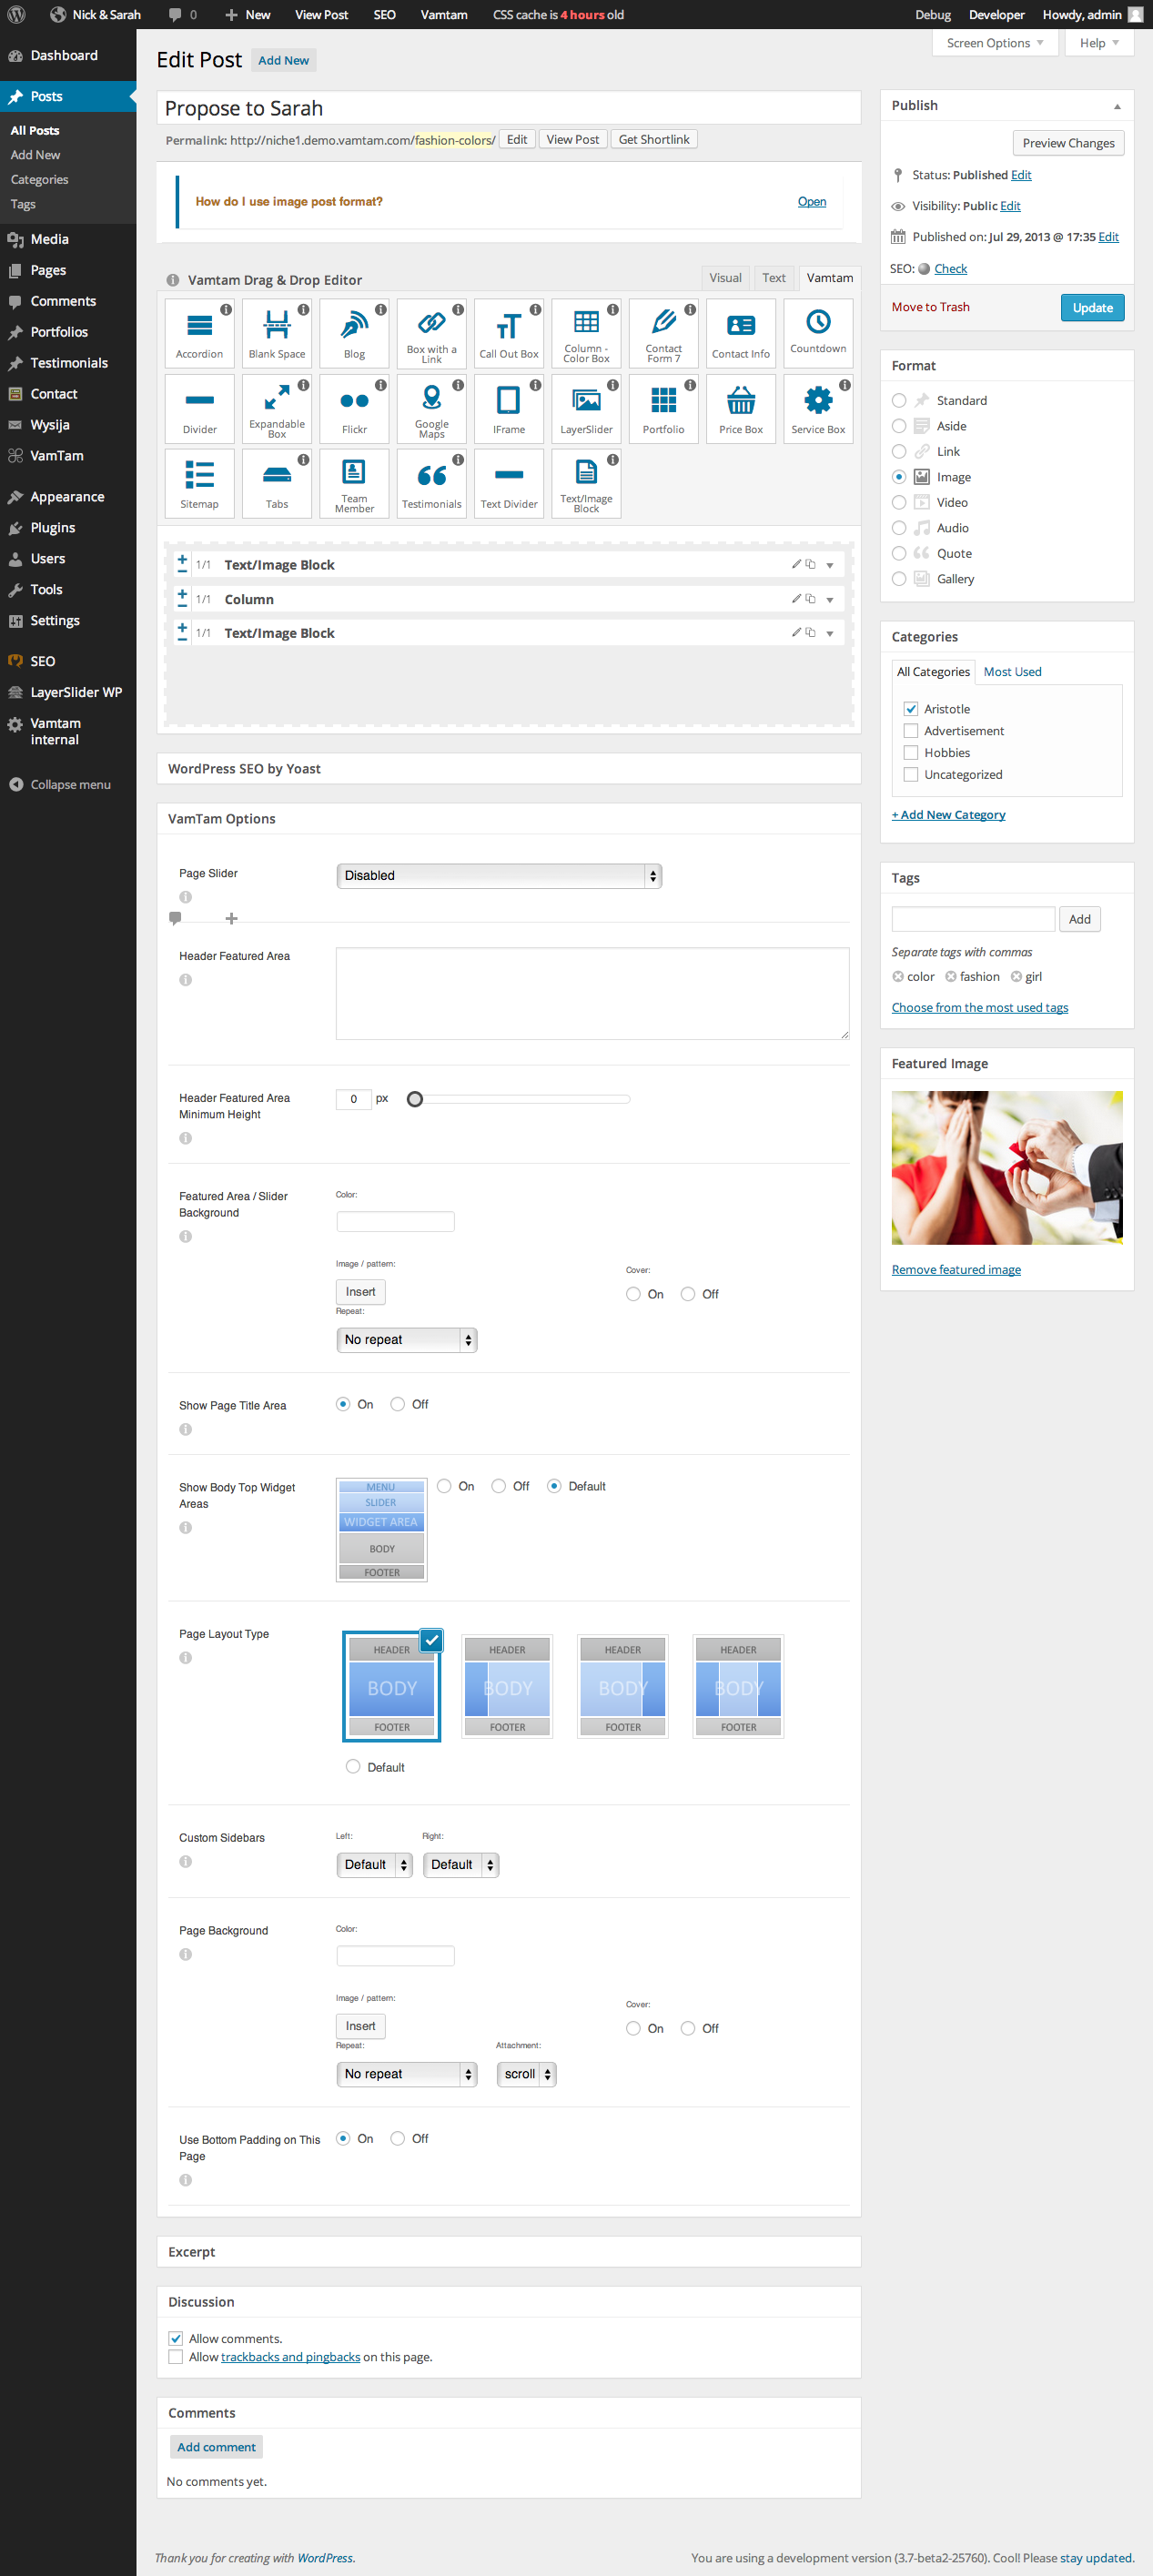 Nick & Sarah 0 New View Post SEO Vamtam CSS cache is 4 hours old Debug Developer Howdy, admin
Dashboard
Posts
All Posts
Add New
Categories
Tags
Media
Pages
Comments
Portfolios
Testimonials
Contact
Wysija
VamTam
Appearance
Plugins
Users
Tools
Settings
SEO
LayerSlider WP
Vamtam
internal
Collapse menu
Screen Options Help
Edit Post Add New
Propose to Sarah
Permalink: http://niche1.demo.vamtam.com/fashion-colors/ Edit View Post Get Shortlink
How do I use image post format? Open
Vamtam Drag & Drop Editor Visual Text Vamtam
Accordion
Blank Space
Blog
Box with a
Link
Call Out Box
Column -
Color Box
Contact
Form 7
Contact Info
Countdown
Divider
Expandable
Box
Flickr
Google
Maps
IFrame
LayerSlider
Portfolio
Price Box
Service Box
Sitemap
Tabs
Team
Member
Testimonials
Text Divider
Text/Image
Block
1/1 Text/Image Block
1/1 Column
1/1 Text/Image Block
WordPress SEO by Yoast
VamTam Options
Page Slider Disabled
Header Featured Area
Header Featured Area
Minimum Height
0 px
Featured Area / Slider
Background
Color:
Image / pattern:
Insert
Cover:
On Off
Repeat:
No repeat
Show Page Title Area On Off
Show Body Top Widget
Areas
MENU
SLIDER
WIDGET AREA
BODY
FOOTER
On Off Default
Page Layout Type
HEADER HEADER HEADER HEADER
BODY BODY BODY BODY
FOOTER FOOTER FOOTER FOOTER
Default
Custom Sidebars
Left: Right:
Default Default
Page Background
Color:
Image / pattern:
Insert
Cover:
On Off
Repeat: Attachment:
No repeat scroll
Use Bottom Padding on This
Page
On Off
Excerpt
Discussion
Allow comments.
Allow trackbacks and pingbacks on this page.
Comments
Add comment
No comments yet.
Publish
Preview Changes
Status: Published Edit
Visibility: Public Edit
Published on: Jul 29, 2013 @ 17:35 Edit
SEO: Check
Move to Trash Update
Format
Standard
Aside
Link
Image
Video
Audio
Quote
Gallery
Categories
All Categories Most Used
Aristotle
Advertisement
Hobbies
Uncategorized
+ Add New Category
Tags
Add
Separate tags with commas
color fashion girl
Choose from the most used tags
Featured Image
Remove featured image
Thank you for creating with WordPress.
You are using a development version (3.7-beta2-25760). Cool! Please stay updated.